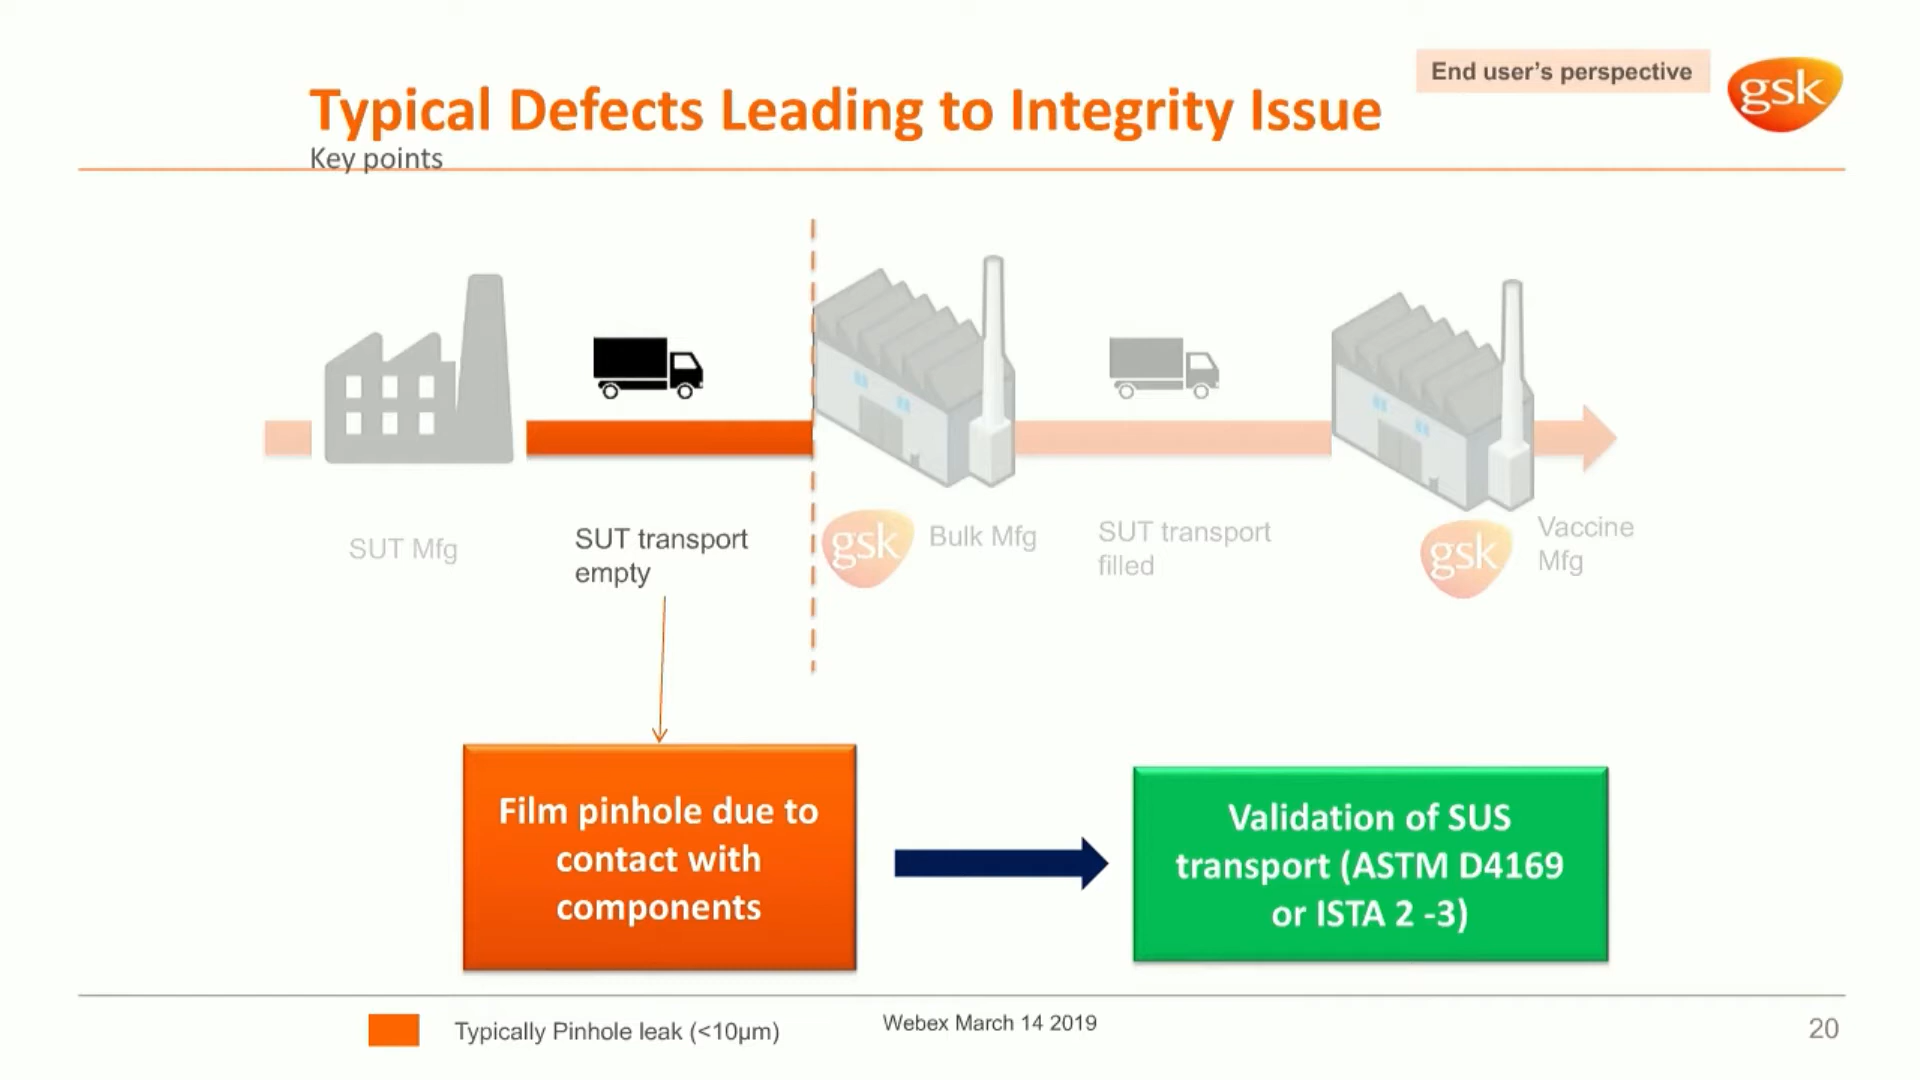 End user's perspective
gsk
Typical Defects Leading to Integrity Issue
Key points
SUT Mfg
SUT transport
empty
gsk
Bulk Mfg
SUT transport
filled
gsk
Vaccine
Mfg
Film pinhole due to
contact with
components
Validation of SUS
transport (ASTM D4169
or ISTA 2 -3)
Typically Pinhole leak (<10µm)
Webex March 14 2019
20